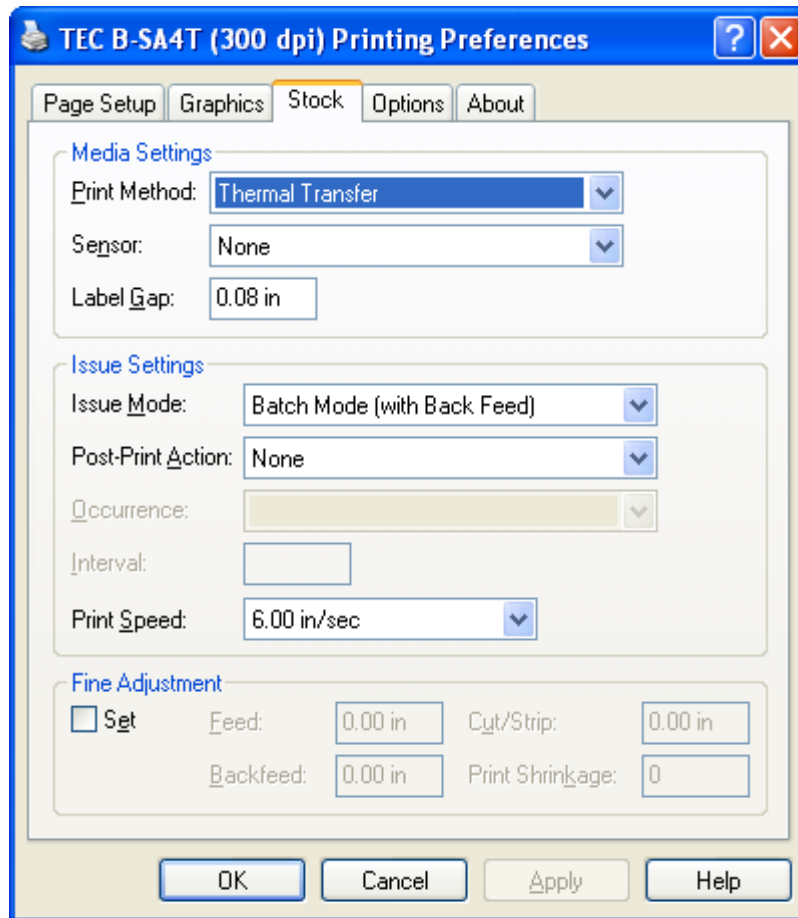 TEC B-SA4T (300 dpi) Printing Preferences
Page Setup Graphics Stock Options About
Media Settings
Print Method: Thermal Transfer
Sensor: None
Label Gap: 0.08 in
Issue Settings
Issue Mode: Batch Mode (with Back Feed)
Post-Print Action: None
Occurrence:
Interval:
Print Speed: 6.00 in/sec
Fine Adjustment
Set Feed: 0.00 in Cut/Strip: 0.00 in
Backfeed: 0.00 in Print Shrinkage: 0
OK Cancel Apply Help